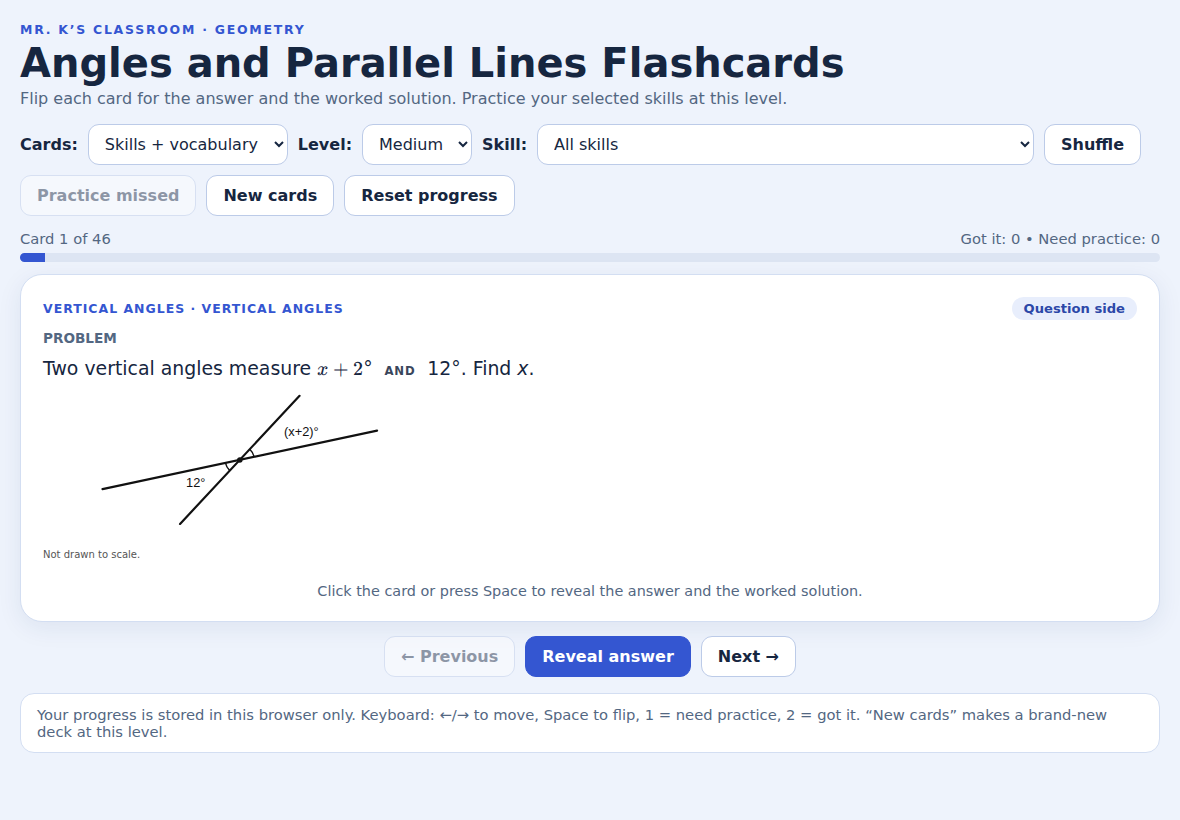 MR. K'S CLASSROOM · GEOMETRY
Angles and Parallel Lines Flashcards
Flip each card for the answer and the worked solution. Practice your selected skills at this level.
Cards: Skills + vocabulary Level: Medium Skill: All skills Shuffle
Practice missed New cards Reset progress
Card 1 of 46 Got it: 0 • Need practice: 0
VERTICAL ANGLES · VERTICAL ANGLES Question side
PROBLEM
Two vertical angles measure x + 2° AND 12°. Find x.
(x+2)°
12°
Not drawn to scale.
Click the card or press Space to reveal the answer and the worked solution.
← Previous Reveal answer Next →
Your progress is stored in this browser only. Keyboard: ←/→ to move, Space to flip, 1 = need practice, 2 = got it. “New cards” makes a brand-new
deck at this level.